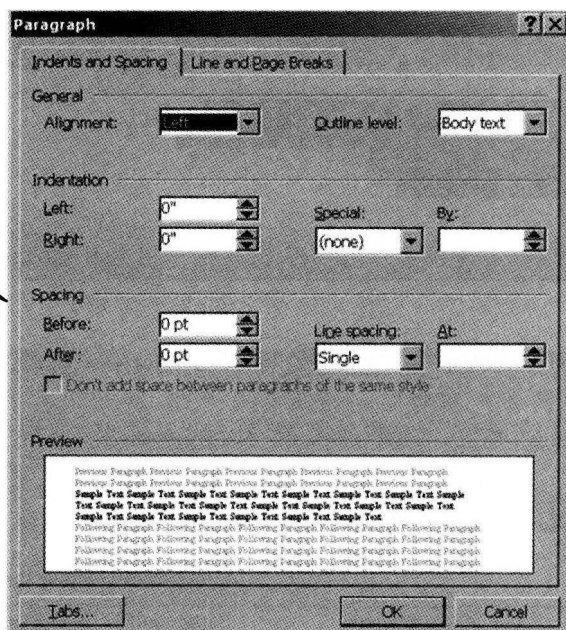 Paragraph
Indents and Spacing Line and Page Breaks
General
Alignment: Left Outline level: Body text
Indentation
Left: 0"
Right: 0" Special: By:
(none)
Spacing
Before: 0 pt
After: 0 pt Line spacing: At:
Single
Don't add space between paragraphs of the same style
Preview
Previous Paragraph Previous Paragraph Previous Paragraph Previous Paragraph Previous Paragraph
Previous Paragraph Previous Paragraph Previous Paragraph Previous Paragraph Previous Paragraph
Sample Text Sample Text Sample Text Sample Text Sample Text Sample Text Sample Text Sample
Text Sample Text Sample Text Sample Text Sample Text Sample Text Sample Text Sample Text
Sample Text Sample Text Sample Text Sample Text Sample Text Sample Text
Following Paragraph Following Paragraph Following Paragraph Following Paragraph Following Paragraph
Following Paragraph Following Paragraph Following Paragraph Following Paragraph Following Paragraph
Following Paragraph Following Paragraph Following Paragraph Following Paragraph Following Paragraph
Following Paragraph Following Paragraph Following Paragraph Following Paragraph Following Paragraph
Tabs... OK Cancel